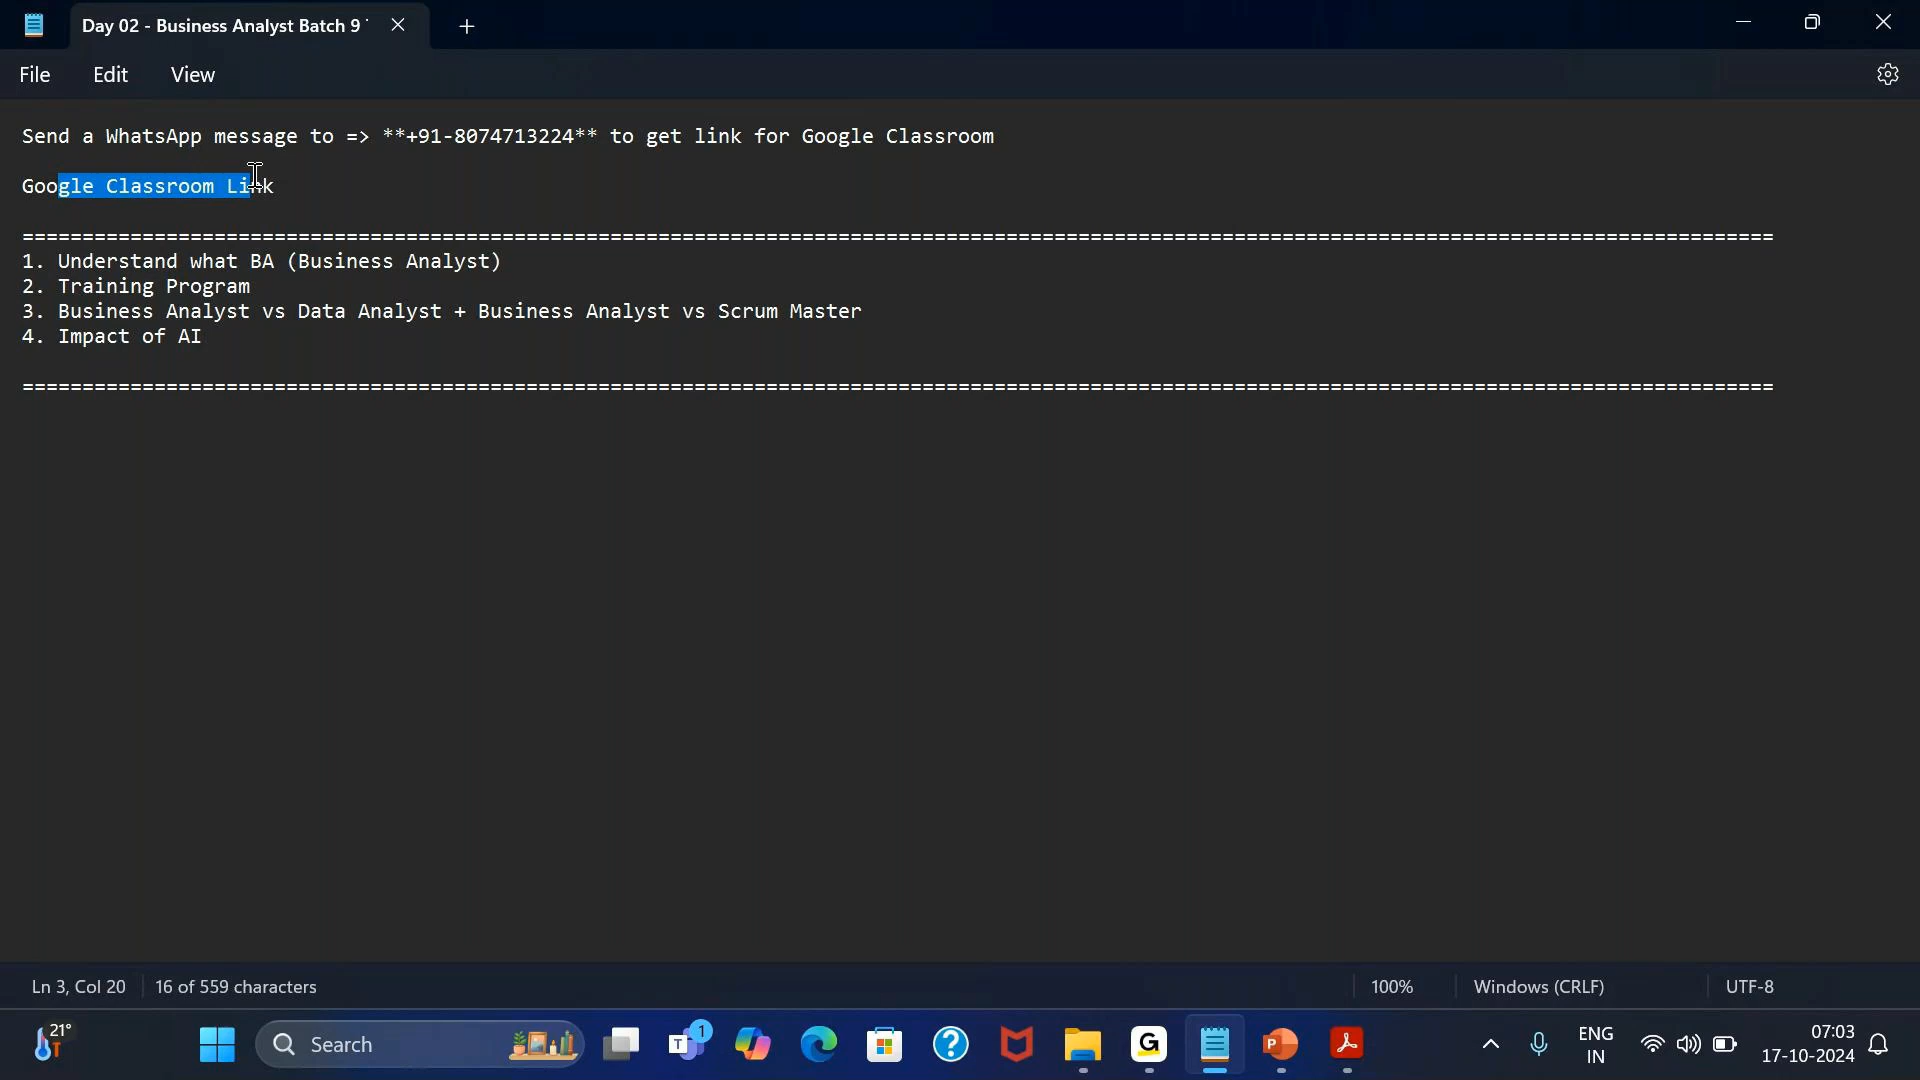 Day 02 - Business Analyst Batch 9
File Edit View
Send a WhatsApp message to => **+91-8074713224** to get link for Google Classroom
Google Classroom Link
==================================================================================================================================================
1. Understand what BA (Business Analyst)
2. Training Program
3. Business Analyst vs Data Analyst + Business Analyst vs Scrum Master
4. Impact of AI
==================================================================================================================================================
Ln 3, Col 20 16 of 559 characters 100% Windows (CRLF) UTF-8
21° Search 1 ENG 07:03
IN 17-10-2024